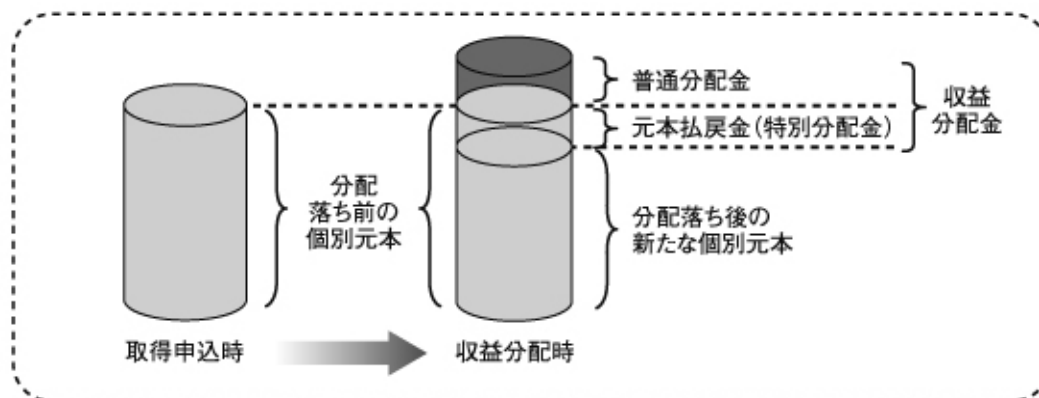 普通分配金
元本払戻金(特別分配金)
収益
分配金
分配
落ち前の
個別元本
分配落ち後の
新たな個別元本
取得申込時
収益分配時